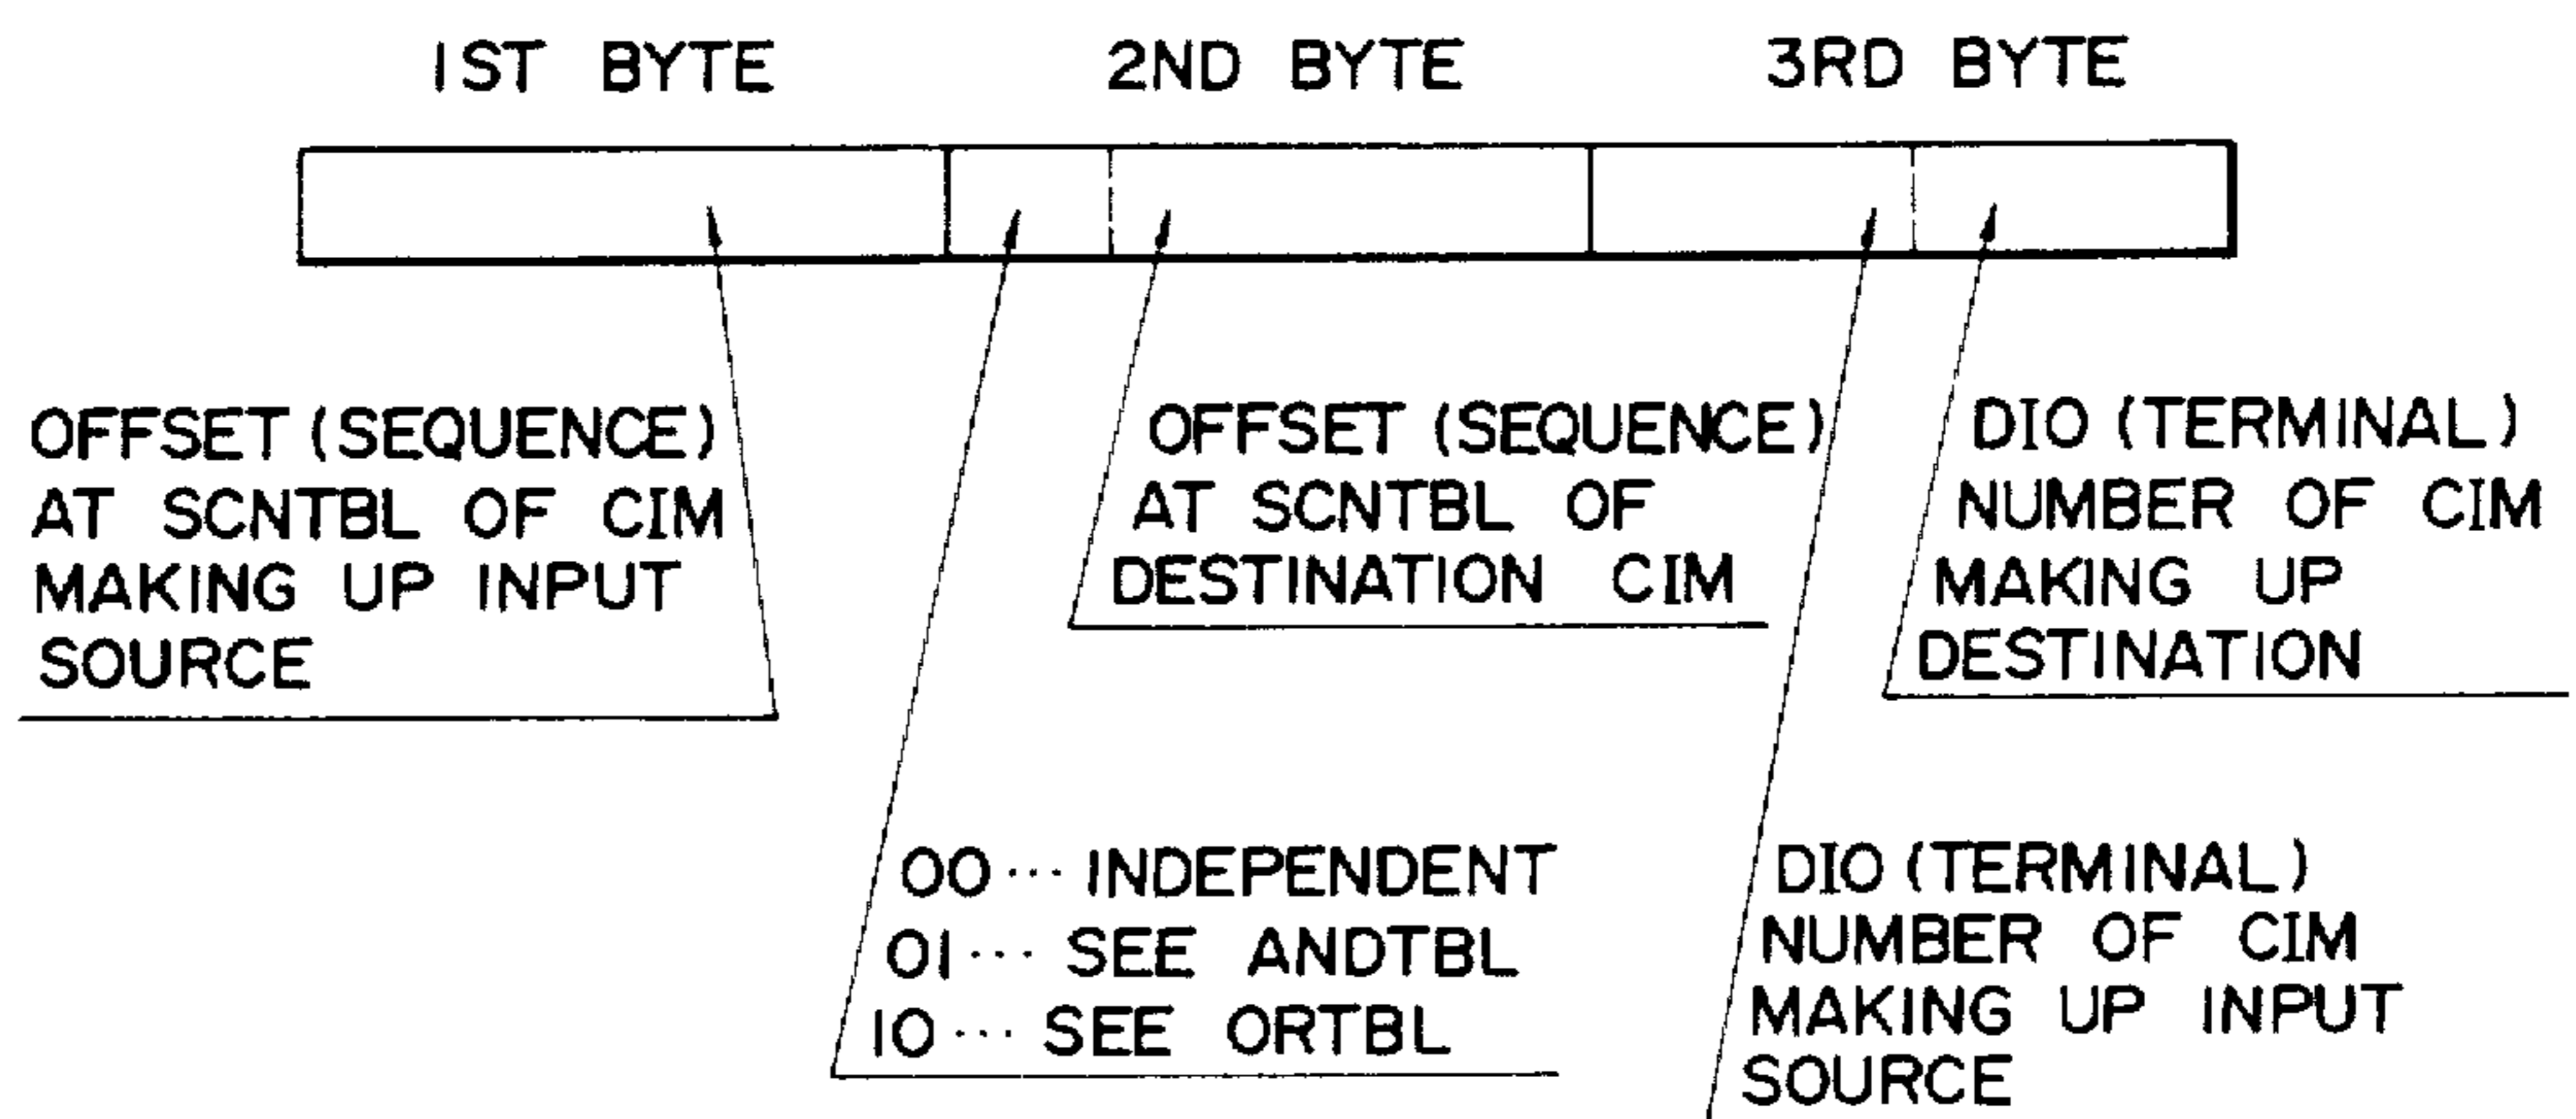 1ST BYTE 2ND BYTE 3RD BYTE
OFFSET (SEQUENCE)
AT SCNTBL OF CIM
MAKING UP INPUT
SOURCE
OFFSET (SEQUENCE)
AT SCNTBL OF
DESTINATION CIM
DIO (TERMINAL)
NUMBER OF CIM
MAKING UP
DESTINATION
00 ··· INDEPENDENT
01 ··· SEE ANDTBL
10 ··· SEE ORTBL
DIO (TERMINAL)
NUMBER OF CIM
MAKING UP INPUT
SOURCE